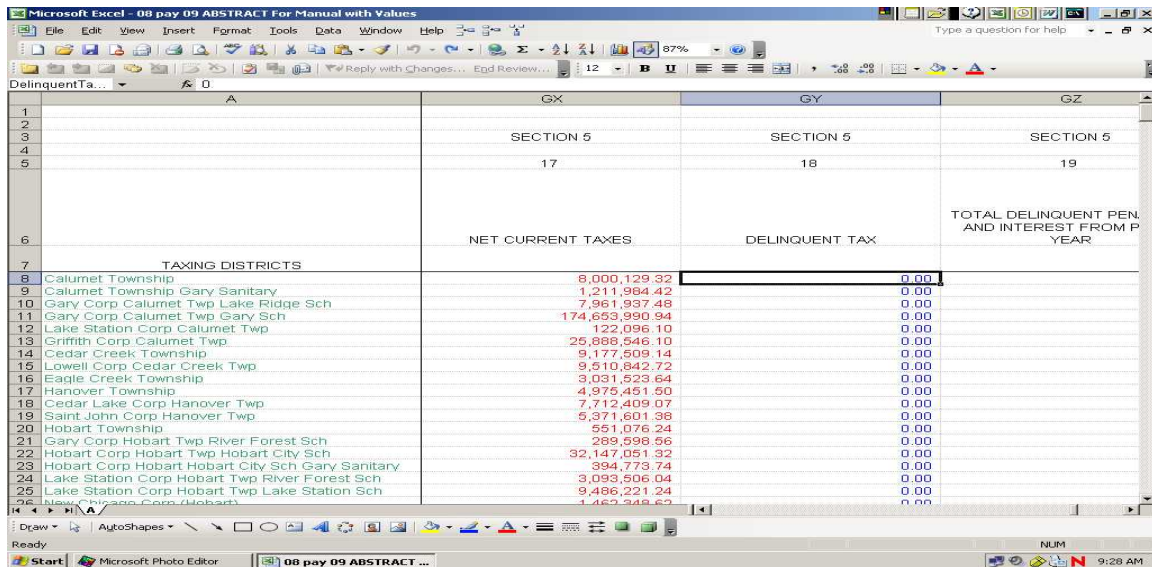 Microsoft Excel - 08 pay 09 ABSTRACT For Manual with Values
File Edit View Insert Format Tools Data Window Help Type a question for help
87%
Reply with Changes... End Review... 12 B U
DelinquentTa... fx 0
A GX GY GZ
1
2
3 SECTION 5 SECTION 5 SECTION 5
4
5 17 18 19
TOTAL DELINQUENT PEN
AND INTEREST FROM P
6 NET CURRENT TAXES DELINQUENT TAX YEAR
7 TAXING DISTRICTS
8 Calumet Township 8,000,129.32 0.00
9 Calumet Township Gary Sanitary 1,211,984.42 0.00
10 Gary Corp Calumet Twp Lake Ridge Sch 7,961,937.48 0.00
11 Gary Corp Calumet Twp Gary Sch 174,653,990.94 0.00
12 Lake Station Corp Calumet Twp 122,096.10 0.00
13 Griffith Corp Calumet Twp 25,888,546.10 0.00
14 Cedar Creek Township 9,177,509.14 0.00
15 Lowell Corp Cedar Creek Twp 9,510,842.72 0.00
16 Eagle Creek Township 3,031,523.64 0.00
17 Hanover Township 4,975,451.50 0.00
18 Cedar Lake Corp Hanover Twp 7,712,409.07 0.00
19 Saint John Corp Hanover Twp 5,371,601.38 0.00
20 Hobart Township 551,076.24 0.00
21 Gary Corp Hobart Twp River Forest Sch 289,598.56 0.00
22 Hobart Corp Hobart Twp Hobart City Sch 32,147,051.32 0.00
23 Hobart Corp Hobart Hobart City Sch Gary Sanitary 394,773.74 0.00
24 Lake Station Corp Hobart Twp River Forest Sch 3,093,506.04 0.00
25 Lake Station Corp Hobart Twp Lake Station Sch 9,486,221.24 0.00
26 New Chicago Corp (Hobart) 1,462,348.62 0.00
A
Draw AutoShapes
Ready NUM
Start Microsoft Photo Editor 08 pay 09 ABSTRACT ... 9:28 AM